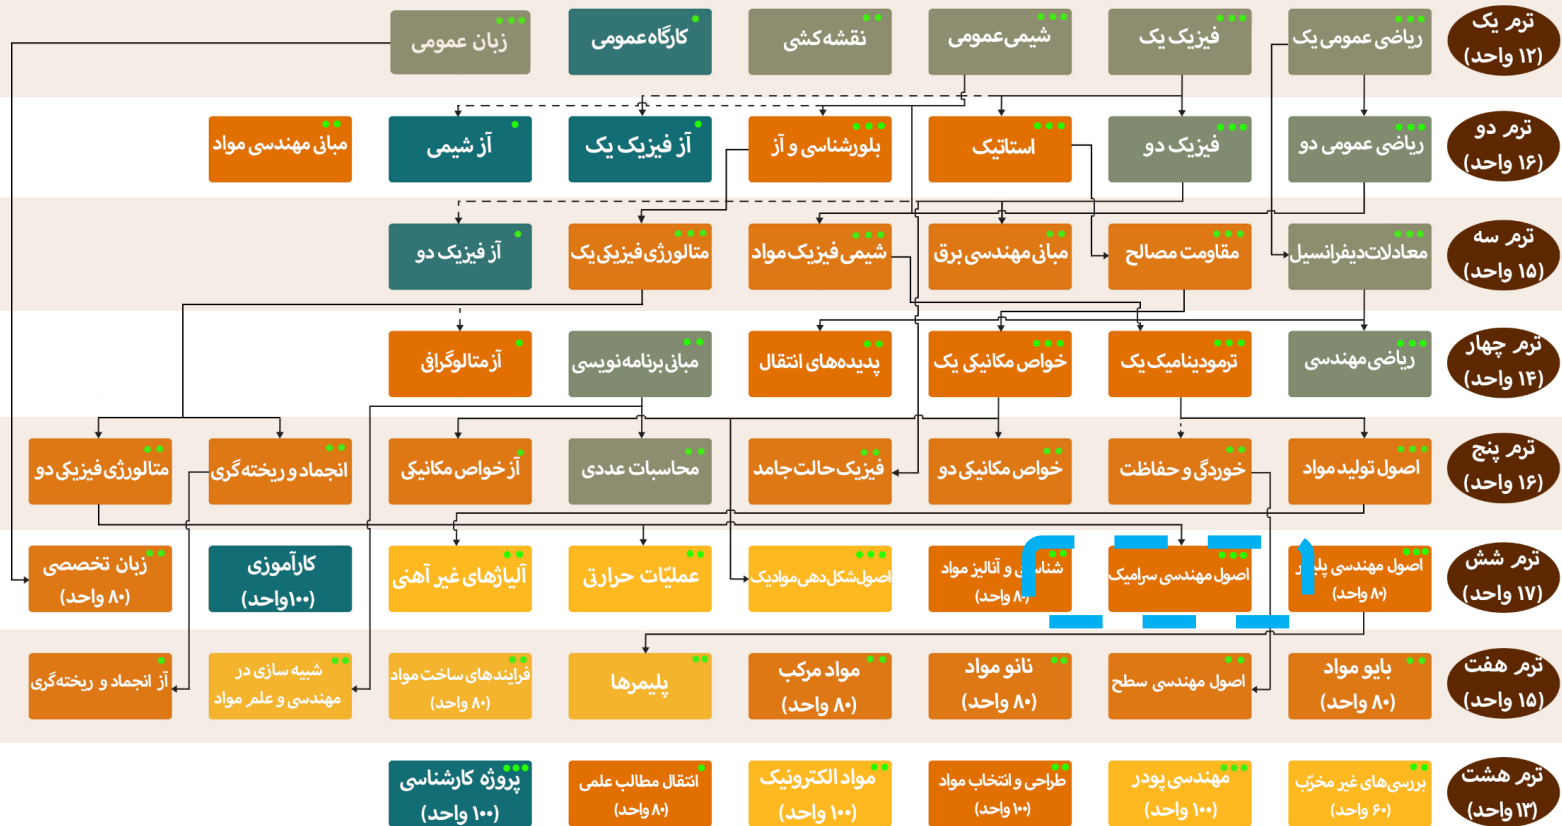 ترم یک
(۱۲ واحد)
ریاضی عمومی یک
فیزیک یک
شیمی عمومی
نقشه کشی
کارگاه عمومی
زبان عمومی
ترم دو
(۱۶ واحد)
ریاضی عمومی دو
فیزیک دو
استاتیک
بلورشناسی و آز
آز فیزیک یک
آز شیمی
مبانی مهندسی مواد
ترم سه
(۱۵ واحد)
معادلات دیفرانسیل
مقاومت مصالح
مبانی مهندسی برق
شیمی فیزیک مواد
متالورژی فیزیکی یک
آز فیزیک دو
ترم چهار
(۱۴ واحد)
ریاضی مهندسی
ترمودینامیک یک
خواص مکانیکی یک
پدیده‌های انتقال
مبانی برنامه نویسی
آز متالوگرافی
ترم پنج
(۱۶ واحد)
اصول تولید مواد
خوردگی و حفاظت
خواص مکانیکی دو
فیزیک حالت جامد
محاسبات عددی
آز خواص مکانیکی
انجماد و ریخته‌گری
متالورژی فیزیکی دو
ترم شش
(۱۷ واحد)
اصول مهندسی
(۸۰ واحد)
اصول مهندسی سرامیک
و آنالیز مواد
(۸۰ واحد)
اصول شکل‌دهی مواد یک
عملیّات حرارتی
آلیاژهای غیر آهنی
کارآموزی
(۱۰۰ واحد)
زبان تخصصی
(۸۰ واحد)
ترم هفت
(۱۵ واحد)
بایو مواد
(۸۰ واحد)
اصول مهندسی سطح
نانو مواد
(۸۰ واحد)
مواد مرکب
(۸۰ واحد)
پلیمرها
فرایندهای ساخت مواد
(۸۰ واحد)
شبیه سازی در
مهندسی و علم مواد
آز انجماد و ریخته‌گری
ترم هشت
(۱۳ واحد)
بررسی‌های غیر مخرّب
(۶۰ واحد)
مهندسی پودر
(۱۰۰ واحد)
طراحی و انتخاب مواد
(۱۰۰ واحد)
مواد الکترونیک
(۱۰۰ واحد)
انتقال مطالب علمی
(۸۰ واحد)
پروژه کارشناسی
(۱۰۰ واحد)